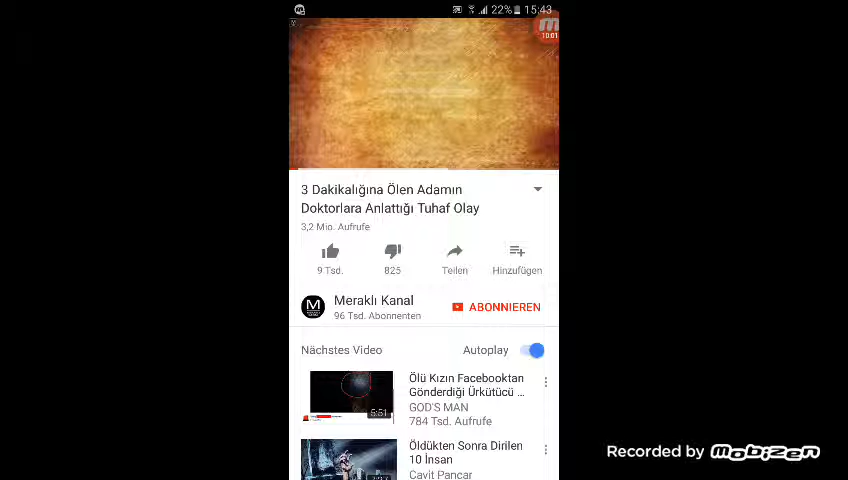 22% 15:43
10:01
3 Dakikalığına Ölen Adamın
Doktorlara Anlattığı Tuhaf Olay
3,2 Mio. Aufrufe
9 Tsd. 825 Teilen Hinzufügen
Meraklı Kanal
96 Tsd. Abonnenten
ABONNIEREN
Nächstes Video Autoplay
Ölü Kızın Facebooktan
Gönderdiği Ürkütücü ...
GOD'S MAN
784 Tsd. Aufrufe
5:51
Öldükten Sonra Dirilen
10 İnsan
Cavit Pancar
Recorded by mobizen